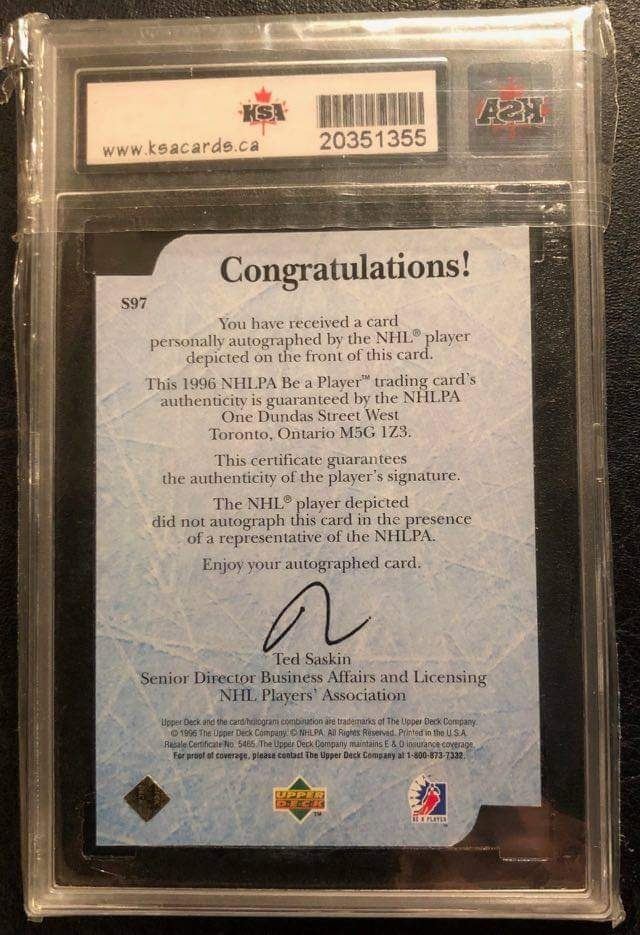 KSA
www.ksacards.ca
20351355
KSA
Congratulations!
S97
You have received a card
personally autographed by the NHL® player
depicted on the front of this card.
This 1996 NHLPA Be a Player™ trading card's
authenticity is guaranteed by the NHLPA
One Dundas Street West
Toronto, Ontario M5G 1Z3.
This certificate guarantees
the authenticity of the player's signature.
The NHL® player depicted
did not autograph this card in the presence
of a representative of the NHLPA.
Enjoy your autographed card.
Ted Saskin
Senior Director Business Affairs and Licensing
NHL Players' Association
Upper Deck and the card/hologram combination are trademarks of The Upper Deck Company.
© 1996 The Upper Deck Company. © NHLPA. All Rights Reserved. Printed in the U.S.A.
Resale Certificate No. 5465. The Upper Deck Company maintains E & O insurance coverage.
For proof of coverage, please contact The Upper Deck Company at 1-800-873-7332.
UPPER
DECK
TM
BE A PLAYER